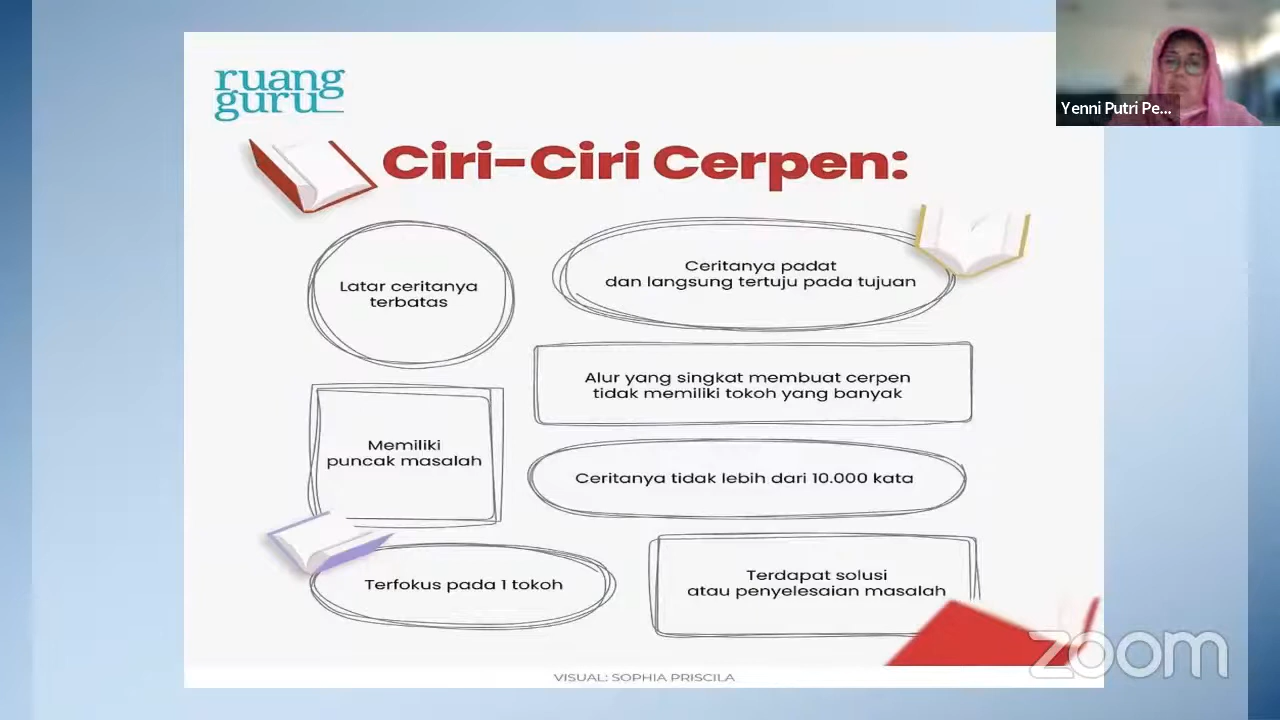 ruang
guru
Yenni Putri Pe...
Ciri-Ciri Cerpen:
Latar ceritanya
terbatas
Ceritanya padat
dan langsung tertuju pada tujuan
Alur yang singkat membuat cerpen
tidak memiliki tokoh yang banyak
Memiliki
puncak masalah
Ceritanya tidak lebih dari 10.000 kata
Terfokus pada 1 tokoh
Terdapat solusi
atau penyelesaian masalah
zoom
VISUAL: SOPHIA PRISCILA